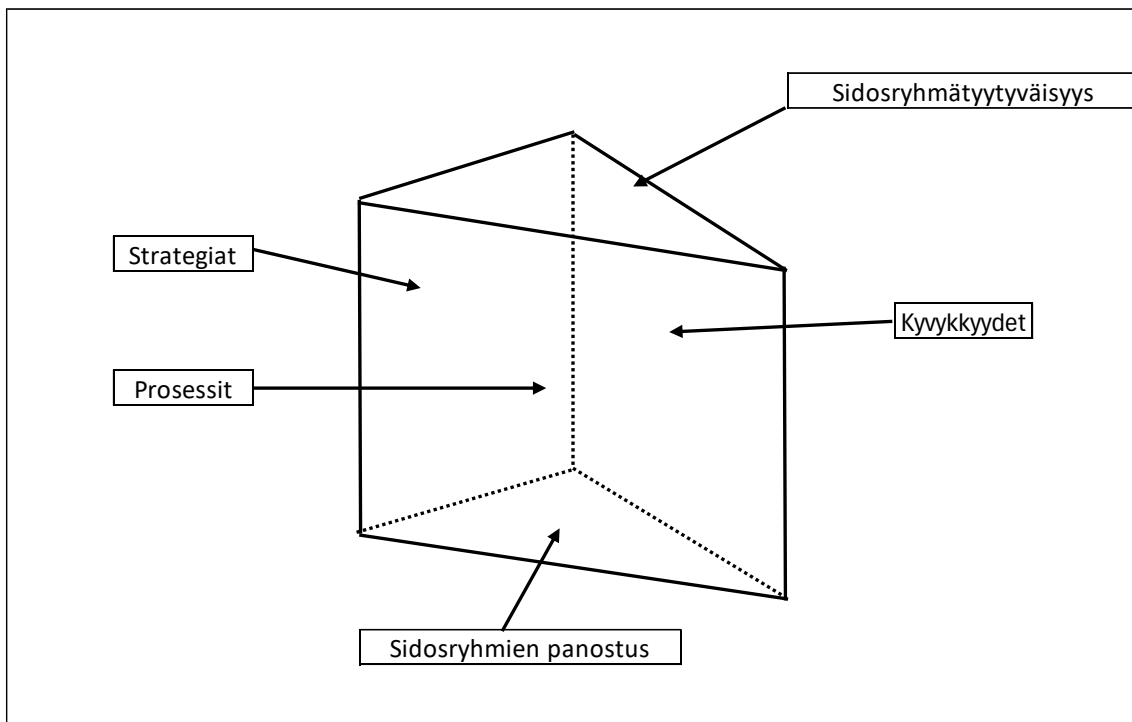 Sidosryhmätyytyväisyys
Strategiat
Kyvykkyydet
Prosessit
Sidosryhmien panostus